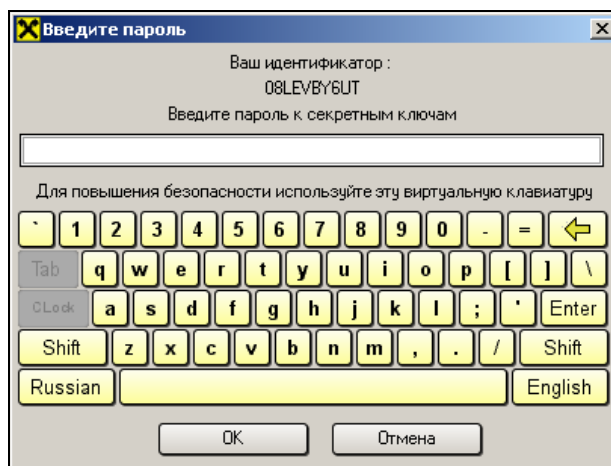 Введите пароль
Ваш идентификатор :
08LEVBY6UT
Введите пароль к секретным ключам
Для повышения безопасности используйте эту виртуальную клавиатуру
` 1 2 3 4 5 6 7 8 9 0 - =
Tab q w e r t y u i o p [ ] \
CLock a s d f g h j k l ; ' Enter
Shift z x c v b n m , . / Shift
Russian English
OK Отмена